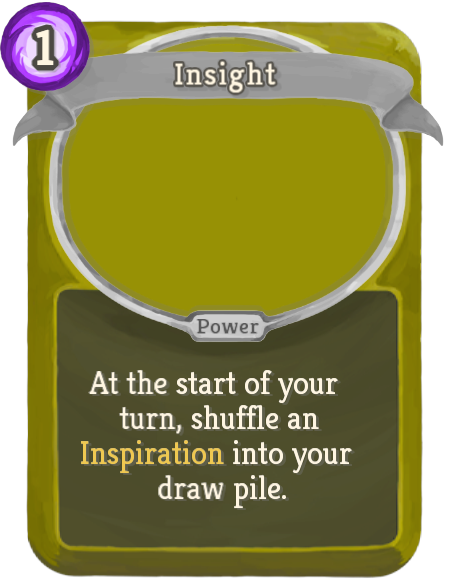 1
Insight
Power
At the start of your
turn, shuffle an
Inspiration into your
draw pile.